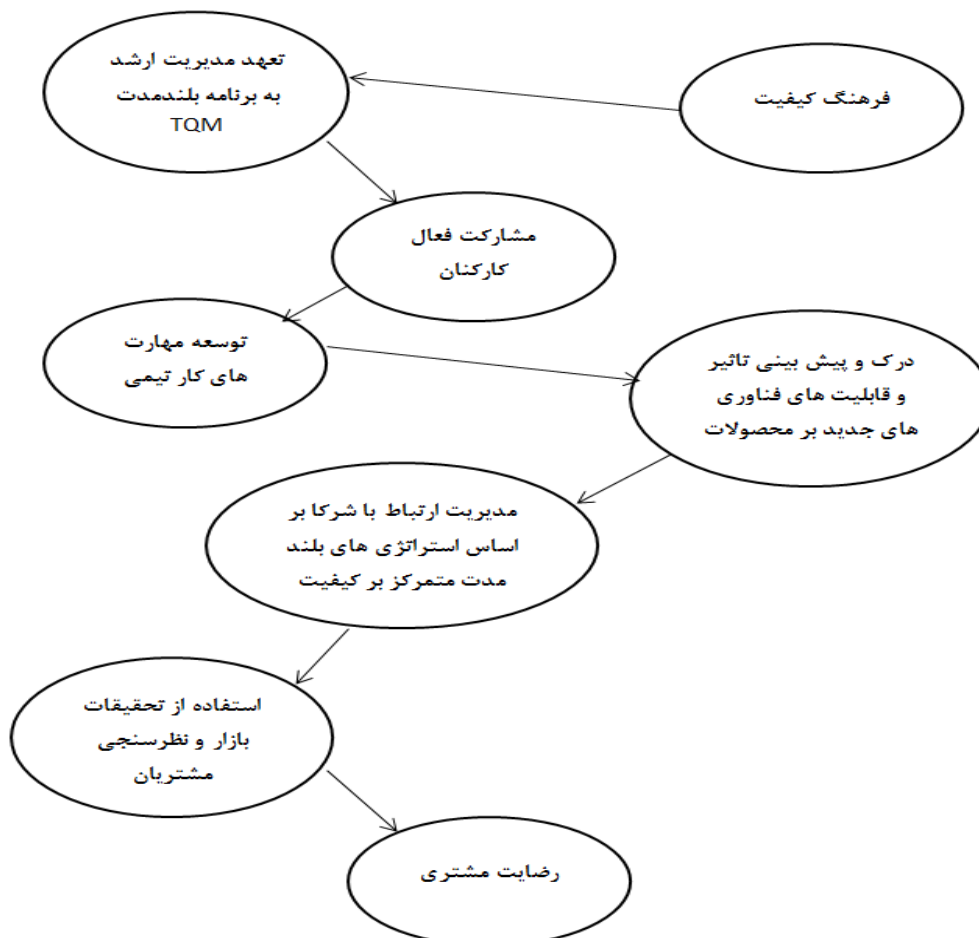 تعهد مدیریت ارشد
به برنامه بلندمدت
TQM
فرهنگ کیفیت
مشارکت فعال
کارکنان
توسعه مهارت
های کار تیمی
درک و پیش بینی تاثیر
و قابلیت های فناوری
های جدید بر محصولات
مدیریت ارتباط با شرکا بر
اساس استراتژی های بلند
مدت متمرکز بر کیفیت
استفاده از تحقیقات
بازار و نظرسنجی
مشتریان
رضایت مشتری